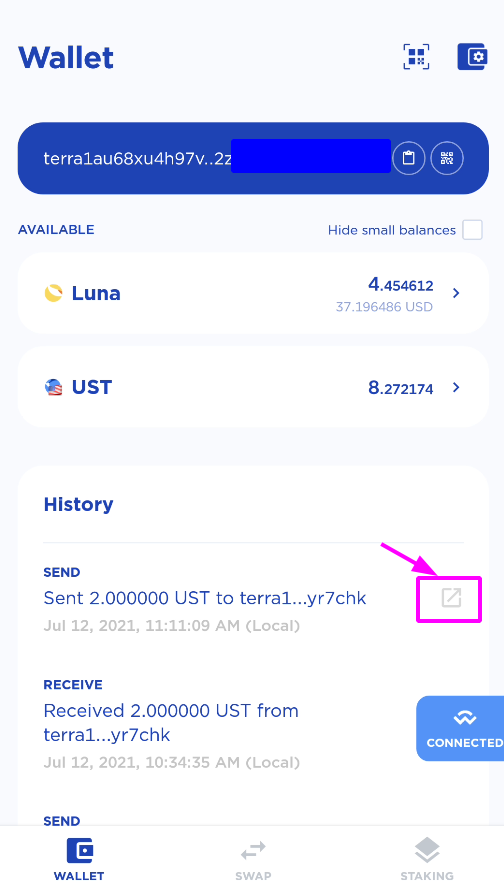 Wallet
terra1au68xu4h97v..2z
AVAILABLE
Hide small balances
Luna
4.454612
37.196486 USD
UST
8.272174
History
SEND
Sent 2.000000 UST to terra1...yr7chk
Jul 12, 2021, 11:11:09 AM (Local)
RECEIVE
Received 2.000000 UST from
terra1...yr7chk
Jul 12, 2021, 10:34:35 AM (Local)
CONNECTED
SEND
WALLET
SWAP
STAKING